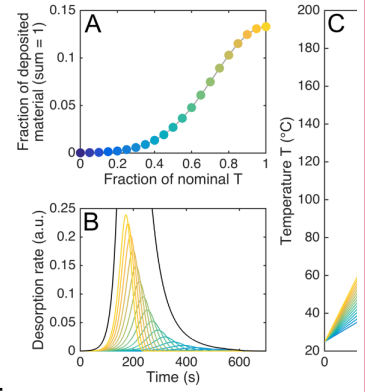 A
Fraction of deposited
material (sum = 1)
0.15
0.1
0.05
0
0 0.2 0.4 0.6 0.8 1
Fraction of nominal T
B
Desorption rate (a.u.)
0.25
0.2
0.15
0.1
0.05
0
0 200 400 600
Time (s)
C
Temperature T (°C)
200
180
160
140
120
100
80
60
40
20
0